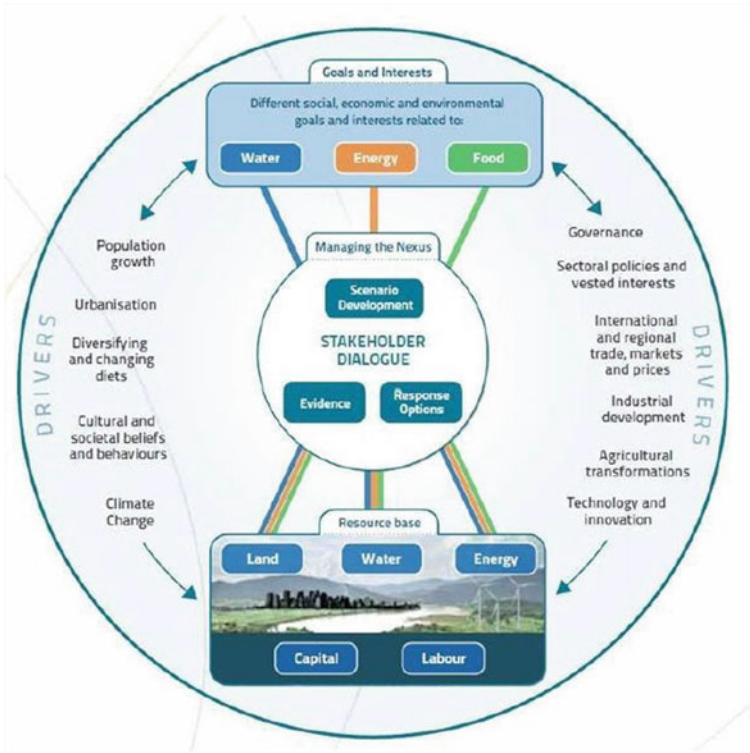 Goals and Interests
Different social, economic and environmental
goals and interests related to:
Water
Energy
Food
DRIVERS
Population
growth
Urbanisation
Diversifying
and changing
diets
Cultural and
societal beliefs
and behaviours
Climate
Change
Managing the Nexus
Scenario
Development
STAKEHOLDER
DIALOGUE
Evidence
Response
Options
Governance
Sectoral policies and
vested interests
International
and regional
trade, markets
and prices
Industrial
development
Agricultural
transformations
Technology and
innovation
DRIVERS
Resource base
Land
Water
Energy
Capital
Labour